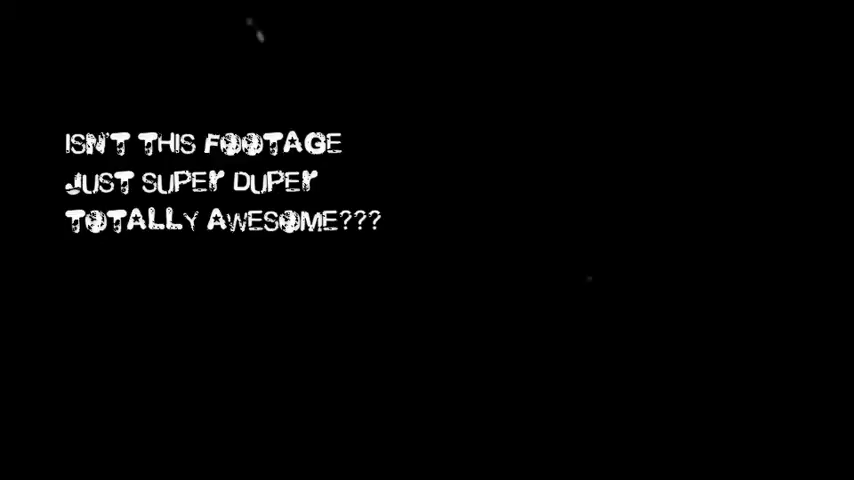 ISN'T THIS FOOTAGE
JUST SUPER DUPER
TOTALLY AWESOME???